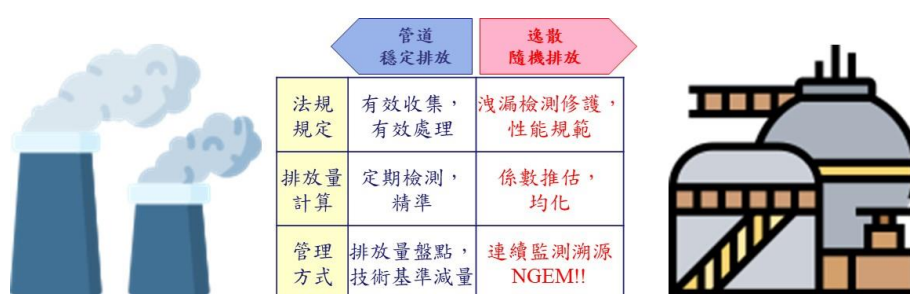 管道
穩定排放
逸散
隨機排放
法規
規定
有效收集，
有效處理
洩漏檢測修護，
性能規範
排放量
計算
定期檢測，
精準
係數推估，
均化
管理
方式
排放量盤點，
技術基準減量
連續監測溯源
NGEM!!